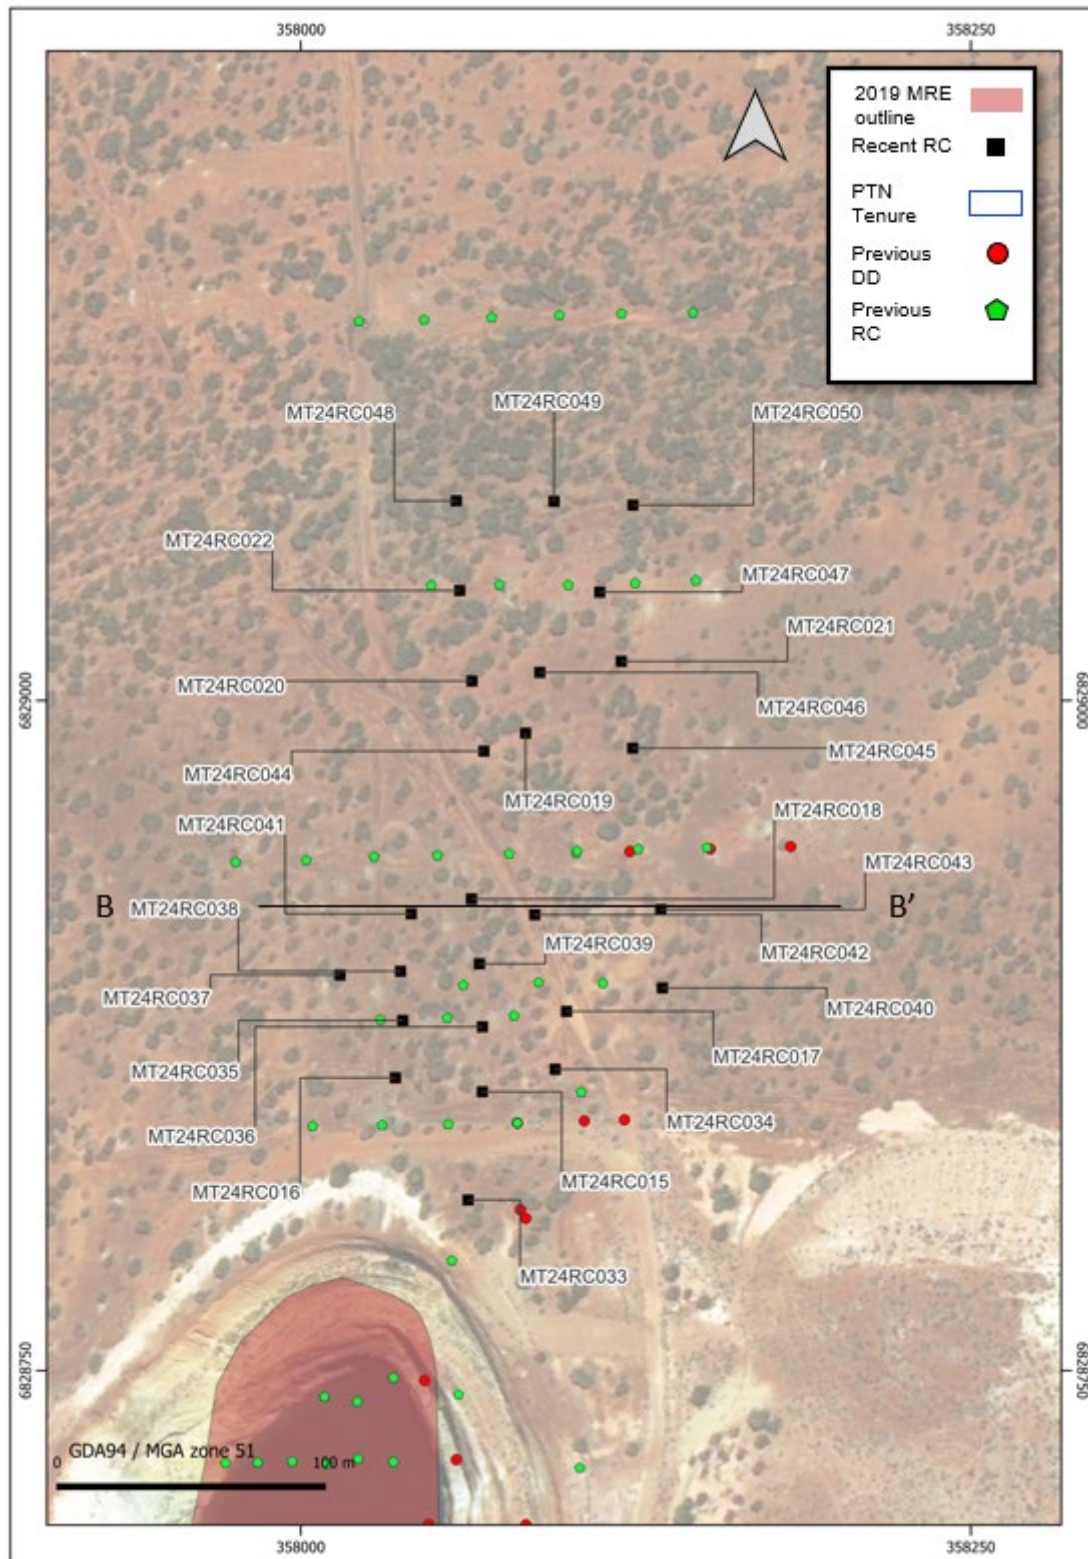 358000
358250
2019 MRE
outline
Recent RC
PTN
Tenure
Previous
DD
Previous
RC
MT24RC048
MT24RC049
MT24RC050
MT24RC022
MT24RC047
MT24RC021
MT24RC020
6829000
6829000
MT24RC046
MT24RC045
MT24RC044
MT24RC019
MT24RC018
MT24RC041
MT24RC043
B
B'
MT24RC038
MT24RC039
MT24RC042
MT24RC037
MT24RC040
MT24RC017
MT24RC035
MT24RC034
MT24RC036
MT24RC015
MT24RC016
MT24RC033
6828750
6828750
GDA94 / MGA zone 51
0
100 m
358000
358250